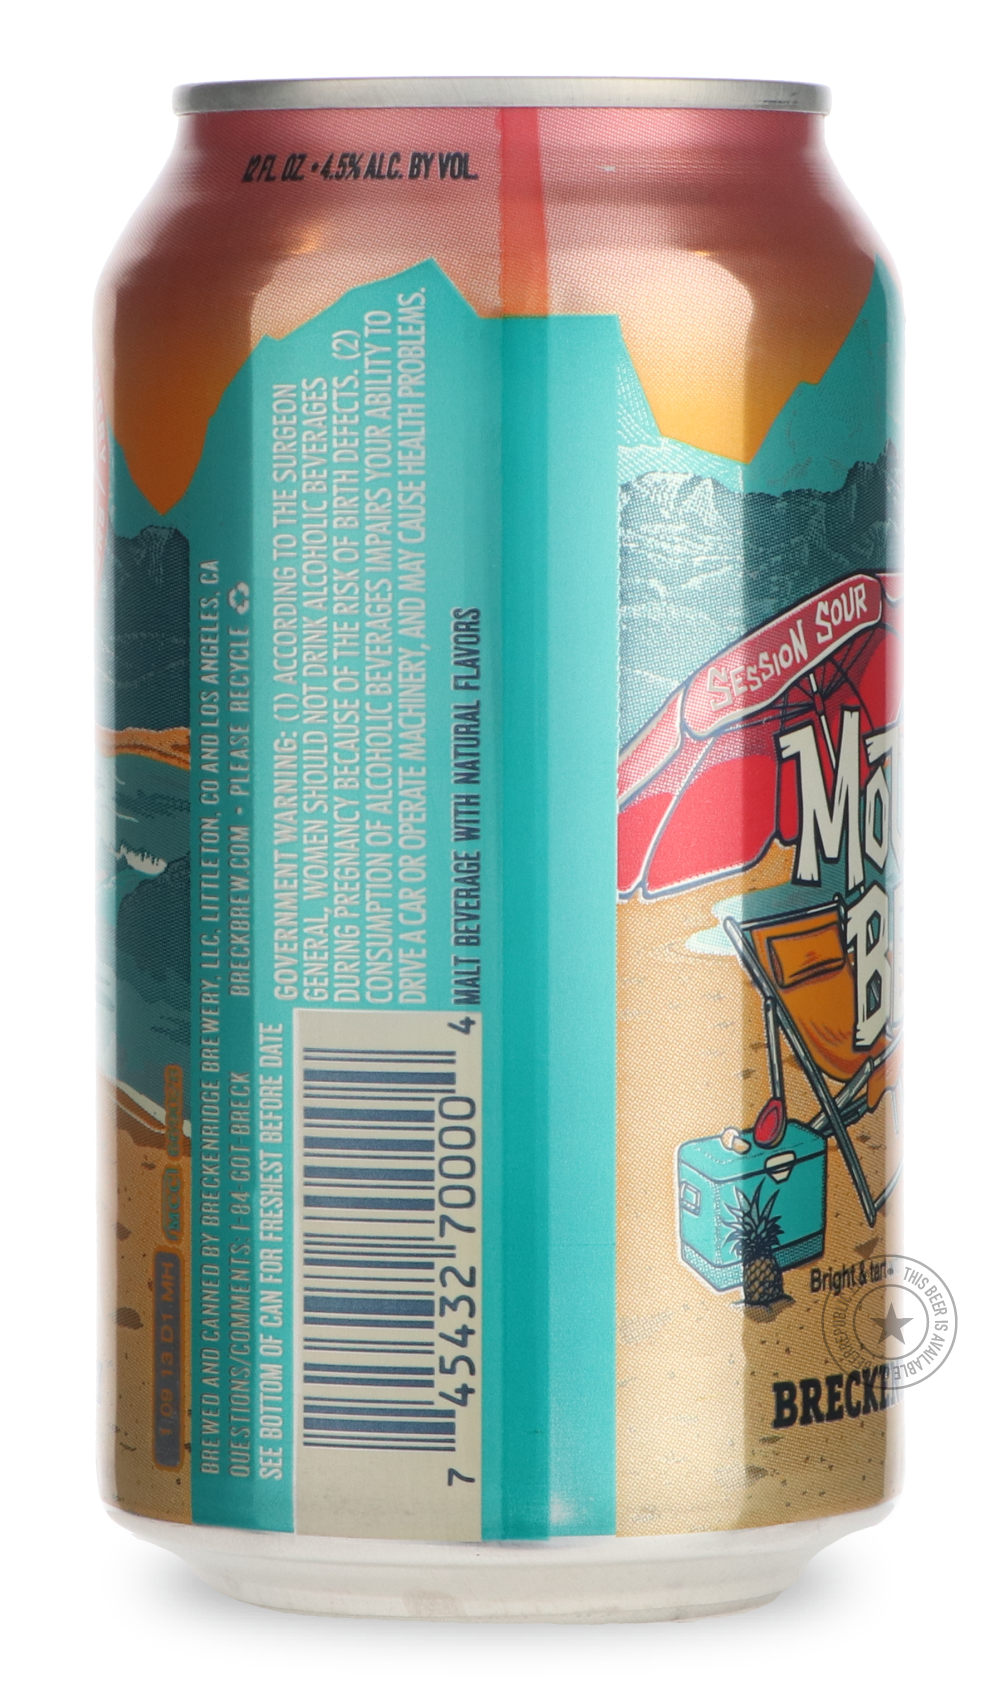 12 FL. OZ. • 4.5% ALC. BY VOL.
BREWED AND CANNED BY BRECKENRIDGE BREWERY, LLC, LITTLETON, CO AND LOS ANGELES, CA
QUESTIONS/COMMENTS: 1-84-GOT-BRECK BRECKBREW.COM • PLEASE RECYCLE
SEE BOTTOM OF CAN FOR FRESHEST BEFORE DATE
GOVERNMENT WARNING: (1) ACCORDING TO THE SURGEON
GENERAL, WOMEN SHOULD NOT DRINK ALCOHOLIC BEVERAGES
DURING PREGNANCY BECAUSE OF THE RISK OF BIRTH DEFECTS. (2)
CONSUMPTION OF ALCOHOLIC BEVERAGES IMPAIRS YOUR ABILITY TO
DRIVE A CAR OR OPERATE MACHINERY, AND MAY CAUSE HEALTH PROBLEMS.
MALT BEVERAGE WITH NATURAL FLAVORS
7 45432 70000 4
SESSION SOUR
Bright & tart
THIS BEER IS AVAILABLE